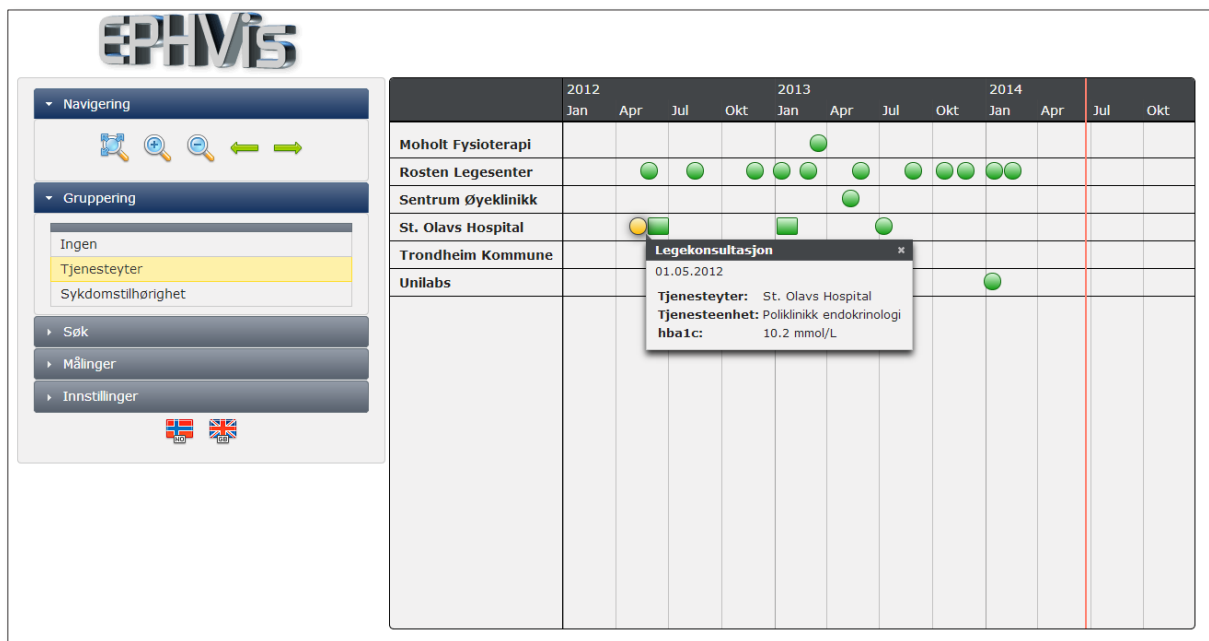 EPHVis
Navigering
Gruppering
Ingen
Tjenesteyter
Sykdomstilhørighet
Søk
Målinger
Innstillinger
NO GB
2012 2013 2014
Jan Apr Jul Okt Jan Apr Jul Okt Jan Apr Jul Okt
Moholt Fysioterapi
Rosten Legesenter
Sentrum Øyeklinikk
St. Olavs Hospital
Trondheim Kommune
Unilabs
Legekonsultasjon ×
01.05.2012
Tjenesteyter: St. Olavs Hospital
Tjenesteenhet: Poliklinikk endokrinologi
hba1c: 10.2 mmol/L